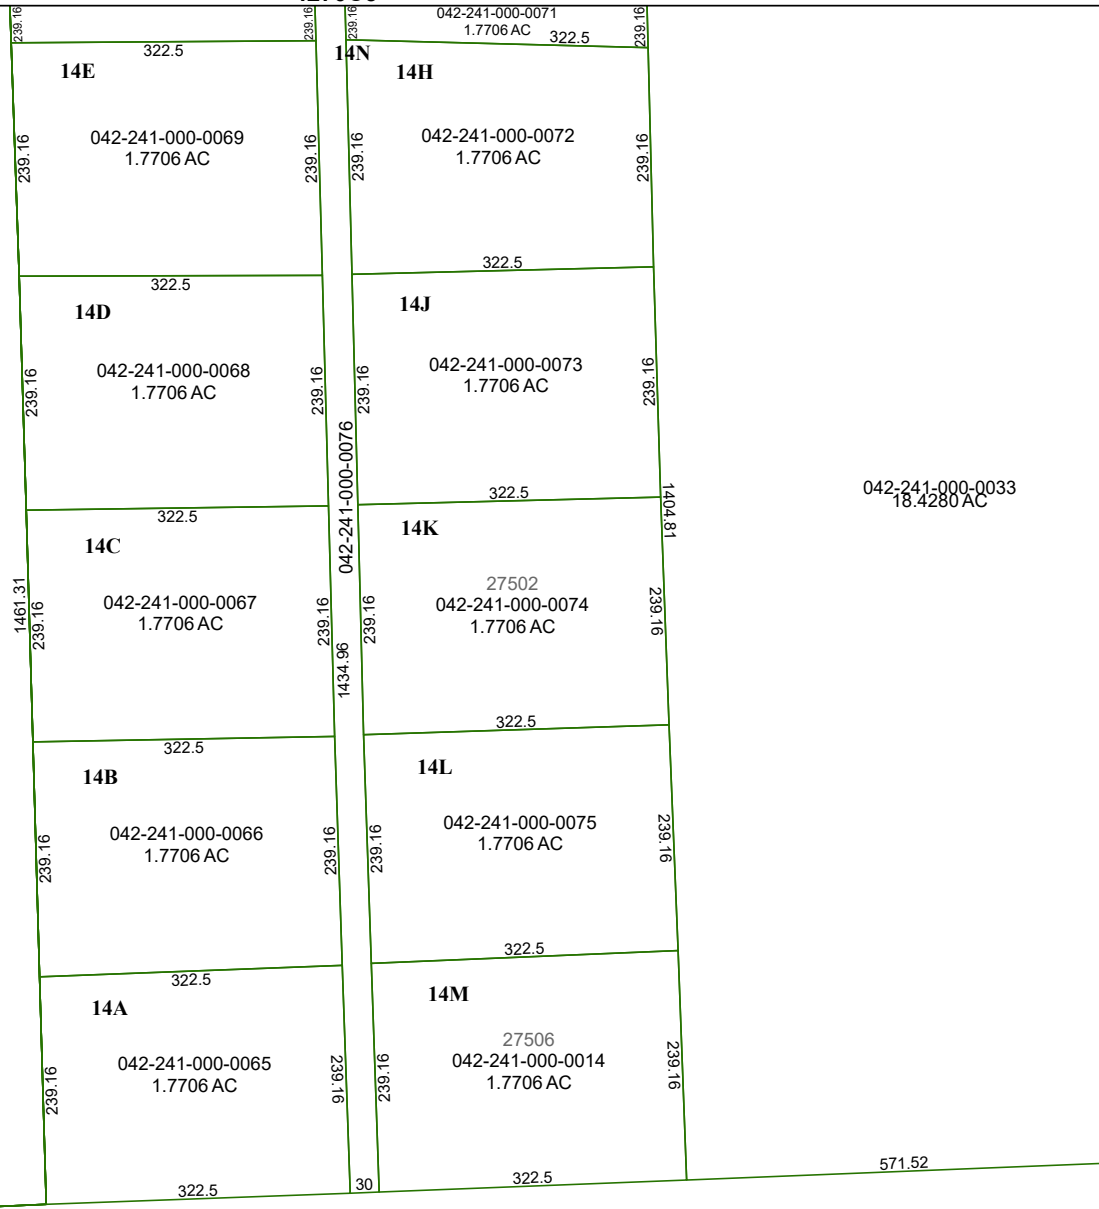 239.16
239.16
239.16
042-241-000-0071
1.7706 AC
322.5
239.16
322.5
14N
14E
14H
239.16
042-241-000-0069
1.7706 AC
239.16
239.16
042-241-000-0072
1.7706 AC
239.16
322.5
322.5
14D
14J
239.16
042-241-000-0068
1.7706 AC
239.16
239.16
042-241-000-0073
1.7706 AC
239.16
042-241-000-0076
322.5
322.5
1404.81
042-241-000-0033
18.4280 AC
14C
14K
27502
1461.31
239.16
042-241-000-0067
1.7706 AC
239.16
239.16
042-241-000-0074
1.7706 AC
239.16
1434.96
322.5
322.5
14B
14L
239.16
042-241-000-0066
1.7706 AC
239.16
239.16
042-241-000-0075
1.7706 AC
239.16
322.5
322.5
14A
14M
27506
239.16
042-241-000-0065
1.7706 AC
239.16
239.16
042-241-000-0014
1.7706 AC
239.16
322.5
30
322.5
571.52